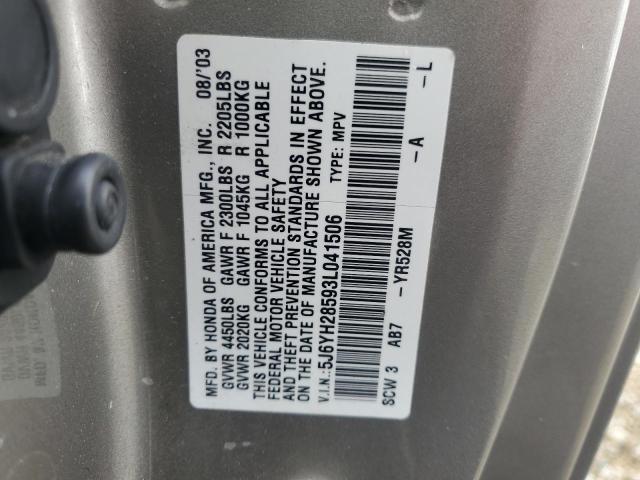 MFD. BY HONDA OF AMERICA MFG., INC. 08/'03
GVWR 4450LBS GAWR F 2300LBS R 2205LBS
GVWR 2020KG GAWR F 1045KG R 1000KG
THIS VEHICLE CONFORMS TO ALL APPLICABLE
FEDERAL MOTOR VEHICLE SAFETY
AND THEFT PREVENTION STANDARDS IN EFFECT
ON THE DATE OF MANUFACTURE SHOWN ABOVE.
V.I.N.:5J6YH28593L041506 TYPE: MPV
SCW 3 AB7 -YR528M -A -L